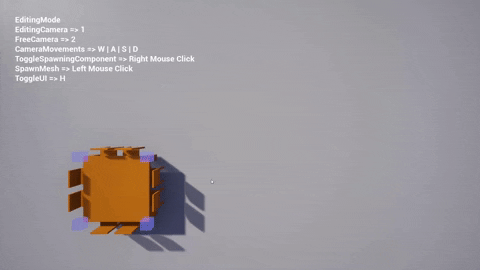 EditingMode
EditingCamera => 1
FreeCamera => 2
CameraMovements => W | A | S | D
ToggleSpawningComponent => Right Mouse Click
SpawnMesh => Left Mouse Click
ToggleUI => H